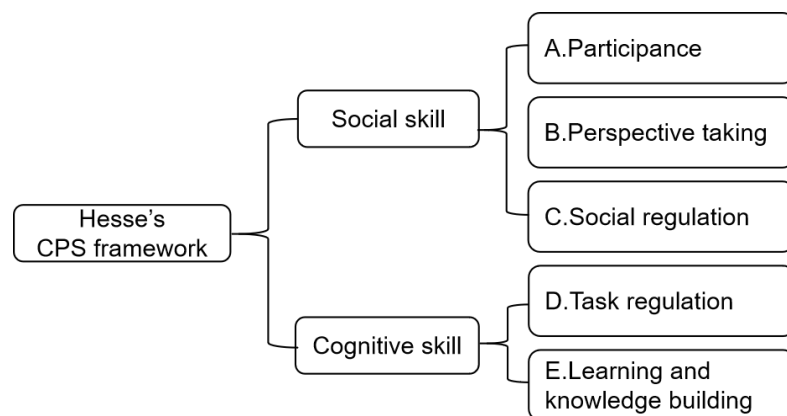 Hesse's
CPS framework
Social skill
A.Participance
B.Perspective taking
C.Social regulation
Cognitive skill
D.Task regulation
E.Learning and
knowledge building